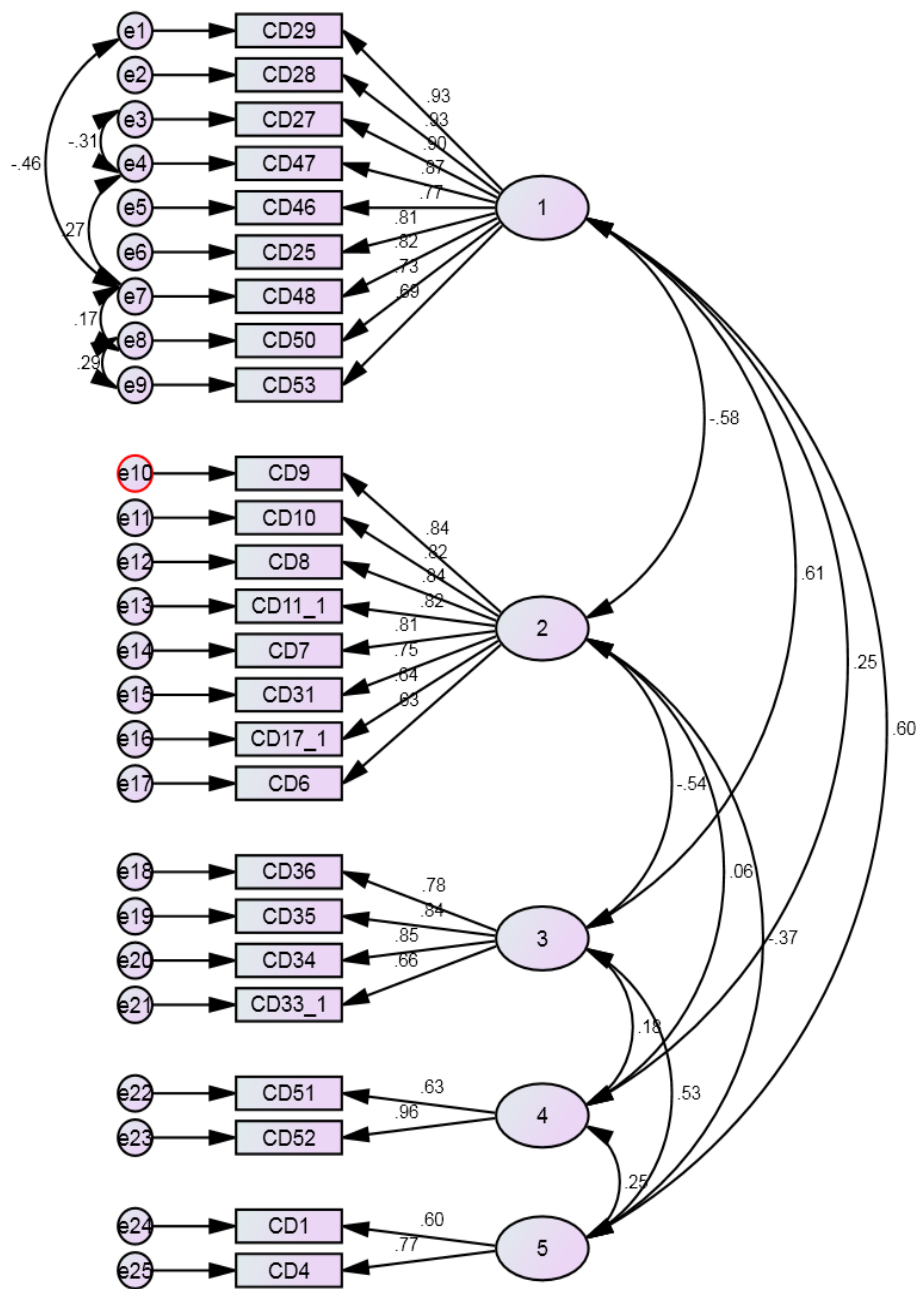 e1 CD29
e2 CD28
.93
e3 CD27 .93
-.31 .90
-.46 e4 CD47 .87
.77
e5 CD46 1
.81
.27 e6 CD25 .82
.73
e7 CD48 .69
.17
e8 CD50
.29
e9 CD53
-.58
e10 CD9
e11 CD10 .84
.82
e12 CD8 .84 .61
e13 CD11_1 .82
.81 2
e14 CD7 .75
.25
e15 CD31 .64
.63
e16 CD17_1 .60
e17 CD6 -.54
e18 CD36 .06
.78
e19 CD35 .84
.85 3 -.37
e20 CD34 .66
e21 CD33_1
.18
e22 CD51 .63 .53
4
e23 CD52 .96
.25
e24 CD1 .60
5
e25 CD4 .77